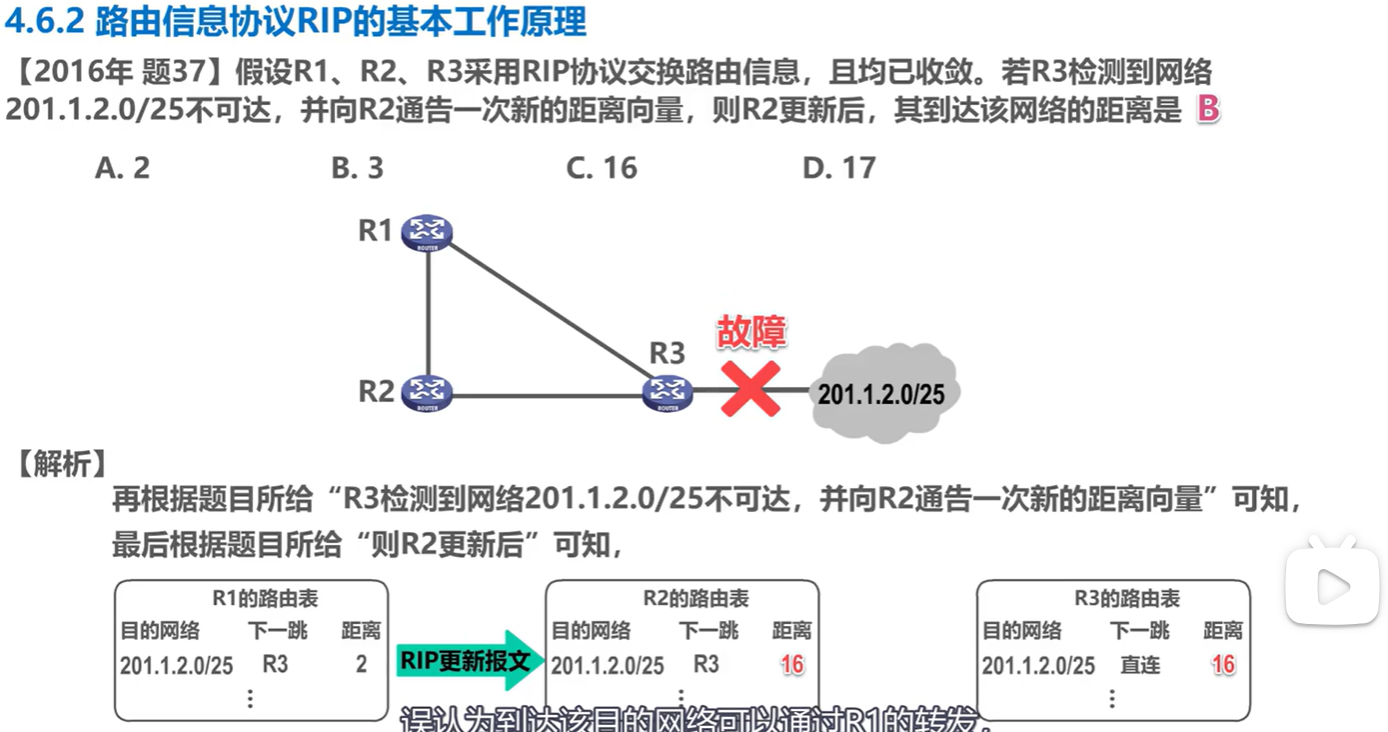 4.6.2 路由信息协议RIP的基本工作原理
【2016年 题37】假设R1、R2、R3采用RIP协议交换路由信息，且均已收敛。若R3检测到网络
201.1.2.0/25不可达，并向R2通告一次新的距离向量，则R2更新后，其到达该网络的距离是 B
A. 2 B. 3 C. 16 D. 17
R1
ROUTER
故障
R3
R2
ROUTER
ROUTER
201.1.2.0/25
【解析】
再根据题目所给“R3检测到网络201.1.2.0/25不可达，并向R2通告一次新的距离向量”可知，
最后根据题目所给“则R2更新后”可知，
R1的路由表
目的网络 下一跳 距离
201.1.2.0/25 R3 2
⋮
RIP更新报文
R2的路由表
目的网络 下一跳 距离
201.1.2.0/25 R3 16
⋮
R3的路由表
目的网络 下一跳 距离
201.1.2.0/25 直连 16
⋮
误认为到达该目的网络可以通过R1的转发.